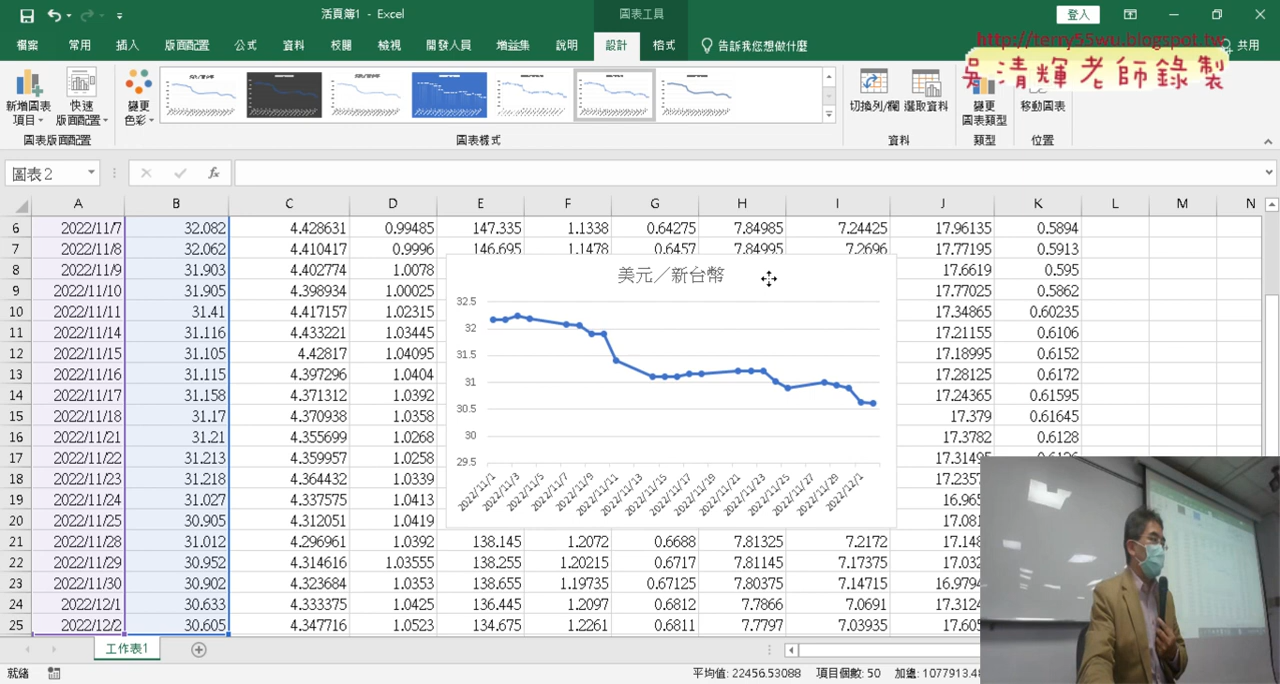 活頁簿1 - Excel
圖表工具
登入
檔案 常用 插入 版面配置 公式 資料 校閱 檢視 開發人員 增益集 說明 設計 格式 告訴我您想做什麼 共用
http://terry55wu.blogspot.tw
吳清輝老師錄製
新增圖表項目 快速版面配置 變更色彩 切換列/欄 選取資料 變更圖表類型 移動圖表
圖表版面配置 圖表樣式 資料 類型 位置
圖表 2 fx
A B C D E F G H I J K L M N
6 2022/11/7 32.082 4.428631 0.99485 147.335 1.1338 0.64275 7.84985 7.24425 17.96135 0.5894
7 2022/11/8 32.062 4.410417 0.9996 146.695 1.1478 0.6457 7.84995 7.2696 17.77195 0.5913
8 2022/11/9 31.903 4.402774 1.0078 17.6619 0.595
9 2022/11/10 31.905 4.398934 1.00025 17.77025 0.5862
10 2022/11/11 31.41 4.417157 1.02315 17.34865 0.60235
11 2022/11/14 31.116 4.433221 1.03445 17.21155 0.6106
12 2022/11/15 31.105 4.42817 1.04095 17.18995 0.6152
13 2022/11/16 31.115 4.397296 1.0404 17.28125 0.6172
14 2022/11/17 31.158 4.371312 1.0392 17.24365 0.61595
15 2022/11/18 31.17 4.370938 1.0358 17.379 0.61645
16 2022/11/21 31.21 4.355699 1.0268 17.3782 0.6128
17 2022/11/22 31.213 4.359957 1.0258 17.31495
18 2022/11/23 31.218 4.364432 1.0339 17.2357
19 2022/11/24 31.027 4.337575 1.0413 16.965
20 2022/11/25 30.905 4.312051 1.0419 17.081
21 2022/11/28 31.012 4.296961 1.0392 138.145 1.2072 0.6688 7.81325 7.2172 17.148
22 2022/11/29 30.952 4.314616 1.03555 138.255 1.20215 0.6717 7.81145 7.17375 17.032
23 2022/11/30 30.902 4.323684 1.0353 138.655 1.19735 0.67125 7.80375 7.14715 16.9794
24 2022/12/1 30.633 4.333375 1.0425 136.445 1.2097 0.6812 7.7866 7.0691 17.3124
25 2022/12/2 30.605 4.347716 1.0523 134.675 1.2261 0.6811 7.7797 7.03935 17.605
美元／新台幣
32.5
32
31.5
31
30.5
30
29.5
2022/11/1 2022/11/3 2022/11/5 2022/11/7 2022/11/9 2022/11/11 2022/11/13 2022/11/15 2022/11/17 2022/11/19 2022/11/21 2022/11/23 2022/11/25 2022/11/27 2022/11/29 2022/12/1
工作表1
就緒 平均值: 22456.53088 項目個數: 50 加總: 1077913.48